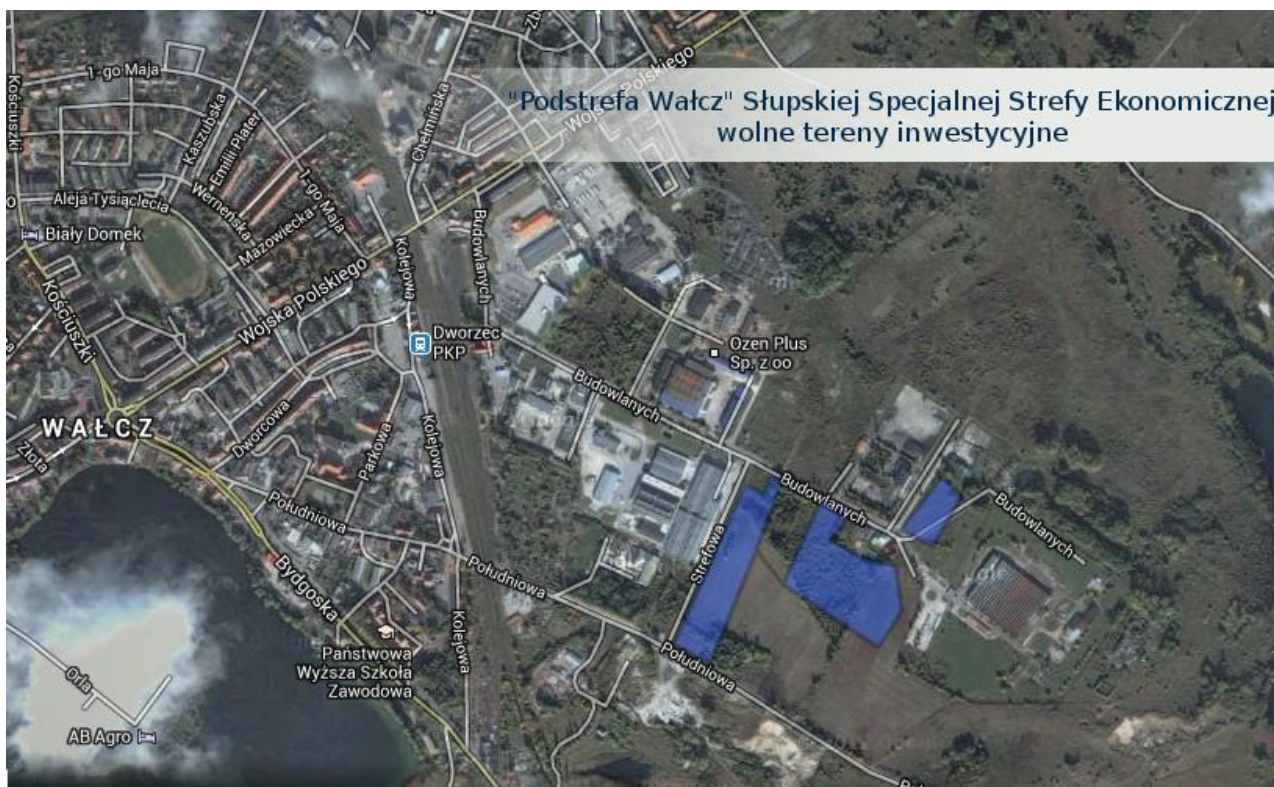 "Podstrefa Wałcz" Słupskiej Specjalnej Strefy Ekonomicznej
wolne tereny inwestycyjne
1-go Maja
Kościuszki
Kaszubska
Emilii Plater
Chełmińska
Wojska Polskiego
Aleja Tysiąclecia
Werneńska
1-go Maja
Mazowiecka
Biały Domek
Kolejowa
Budowlanych
Kościuszki
Wojska Polskiego
Dworzec
PKP
Ozen Plus
Sp. z oo
Budowlanych
WAŁCZ
Złota
Dworcowa
Parkowa
Kolejowa
Południowa
Budowlanych
Budowlanych
Strefowa
Bydgoska
Południowa
Kolejowa
Państwowa
Wyższa Szkoła
Zawodowa
Południowa
Orla
AB Agro